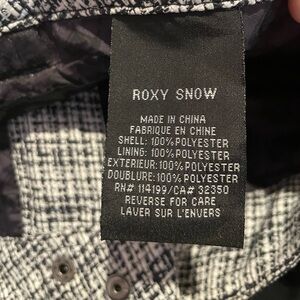 ROXY SNOW
MADE IN CHINA
FABRIQUE EN CHINE
SHELL: 100%POLYESTER
LINING: 100%POLYESTER
EXTERIEUR: 100%POLYESTER
DOUBLURE: 100%POLYESTER
RN# 114199/CA# 32350
REVERSE FOR CARE
LAVER SUR L'ENVERS